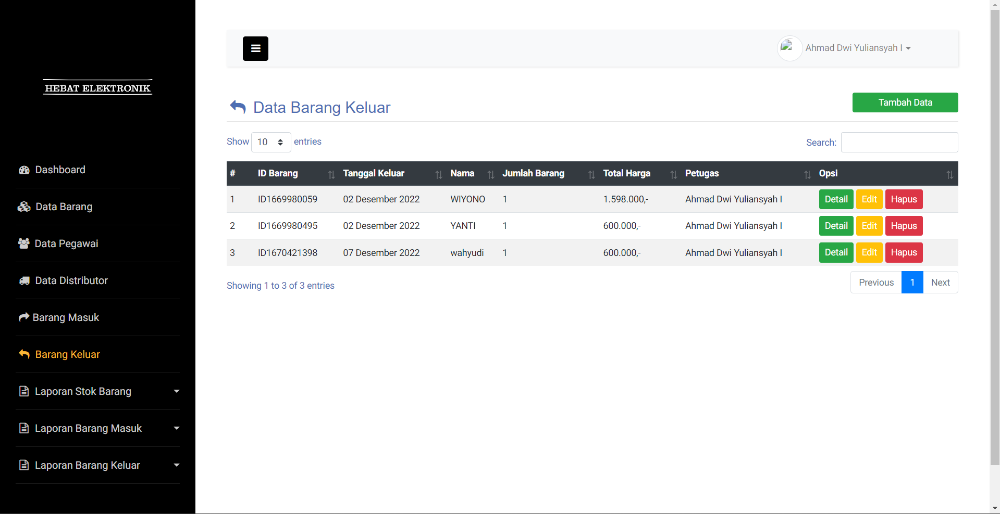 HEBAT ELEKTRONIK
Dashboard
Data Barang
Data Pegawai
Data Distributor
Barang Masuk
Barang Keluar
Laporan Stok Barang
Laporan Barang Masuk
Laporan Barang Keluar
Ahmad Dwi Yuliansyah I
Data Barang Keluar
Tambah Data
Show 10 entries
Search:
# ID Barang Tanggal Keluar Nama Jumlah Barang Total Harga Petugas Opsi
1 ID1669980059 02 Desember 2022 WIYONO 1 1.598.000,- Ahmad Dwi Yuliansyah I Detail Edit Hapus
2 ID1669980495 02 Desember 2022 YANTI 1 600.000,- Ahmad Dwi Yuliansyah I Detail Edit Hapus
3 ID1670421398 07 Desember 2022 wahyudi 1 600.000,- Ahmad Dwi Yuliansyah I Detail Edit Hapus
Showing 1 to 3 of 3 entries
Previous 1 Next